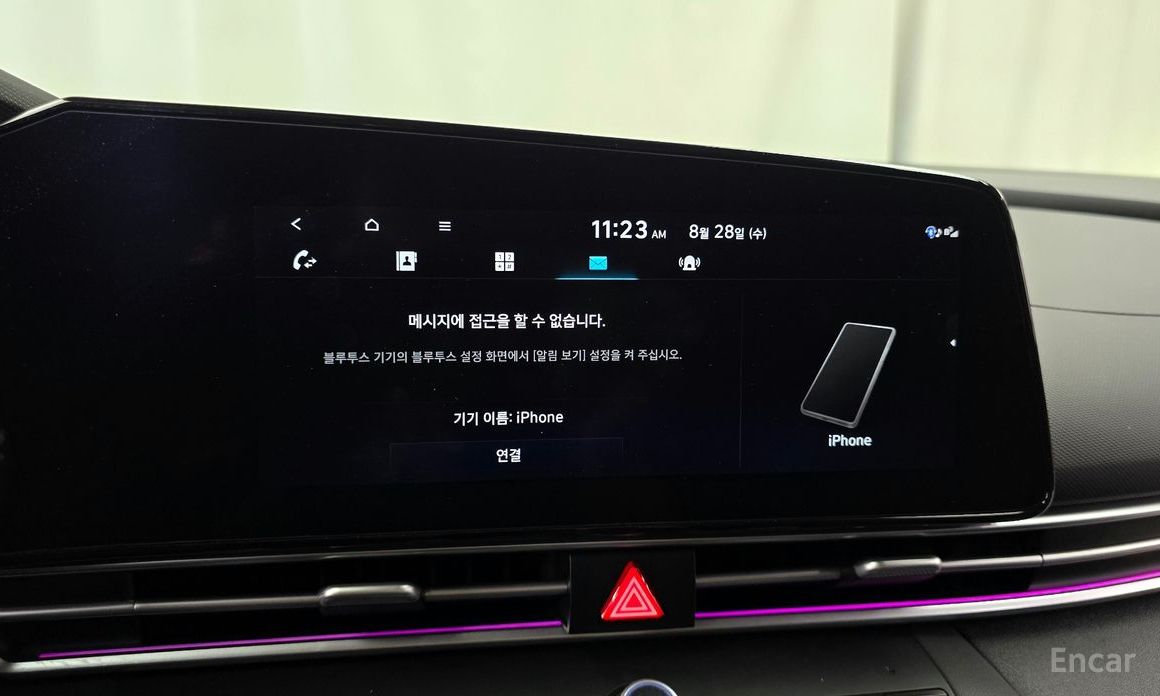 11:23 AM 8월 28일 (수)
메시지에 접근을 할 수 없습니다.
블루투스 기기의 블루투스 설정 화면에서 [알림 보기] 설정을 켜 주십시오.
기기 이름: iPhone
연결
iPhone
Encar